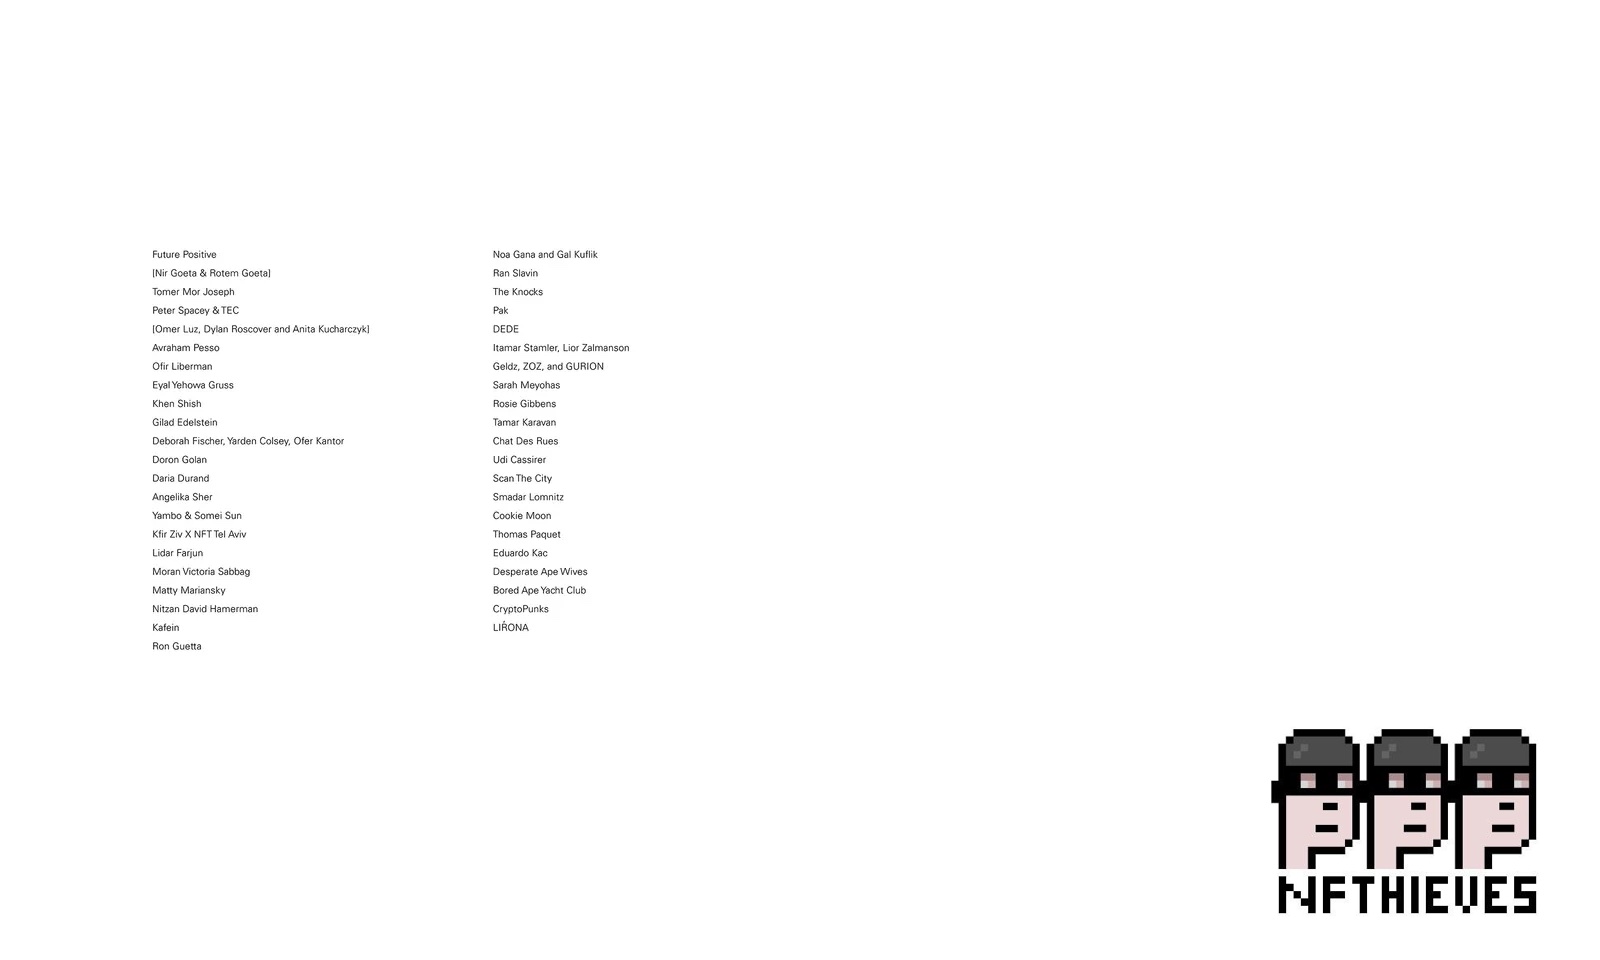 Future Positive
[Nir Goeta & Rotem Goeta]
Tomer Mor Joseph
Peter Spacey & TEC
[Omer Luz, Dylan Roscover and Anita Kucharczyk]
Avraham Pesso
Ofir Liberman
Eyal Yehowa Gruss
Khen Shish
Gilad Edelstein
Deborah Fischer, Yarden Colsey, Ofer Kantor
Doron Golan
Daria Durand
Angelika Sher
Yambo & Somei Sun
Kfir Ziv X NFT Tel Aviv
Lidar Farjun
Moran Victoria Sabbag
Matty Mariansky
Nitzan David Hamerman
Kafein
Ron Guetta
Noa Gana and Gal Kuflik
Ran Slavin
The Knocks
Pak
DEDE
Itamar Stamler, Lior Zalmanson
Geldz, ZOZ, and GURION
Sarah Meyohas
Rosie Gibbens
Tamar Karavan
Chat Des Rues
Udi Cassirer
Scan The City
Smadar Lomnitz
Cookie Moon
Thomas Paquet
Eduardo Kac
Desperate Ape Wives
Bored Ape Yacht Club
CryptoPunks
LIŘONA
NFTHIEVES